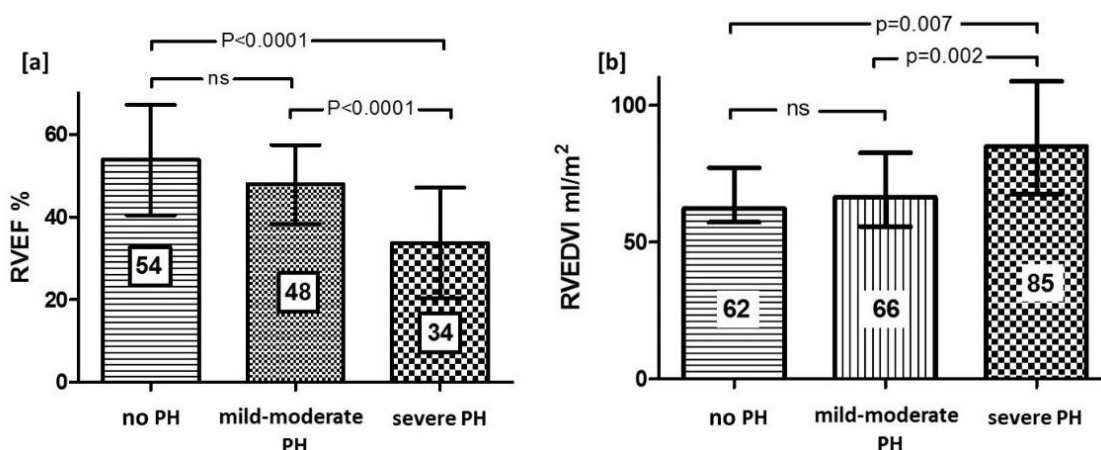 [a]
P<0.0001
ns
P<0.0001
RVEF %
60
40
20
0
54
48
34
no PH
mild-moderate
PH
severe PH
[b]
p=0.007
p=0.002
ns
RVEDVI ml/m²
100
50
0
62
66
85
no PH
mild-moderate
PH
severe PH